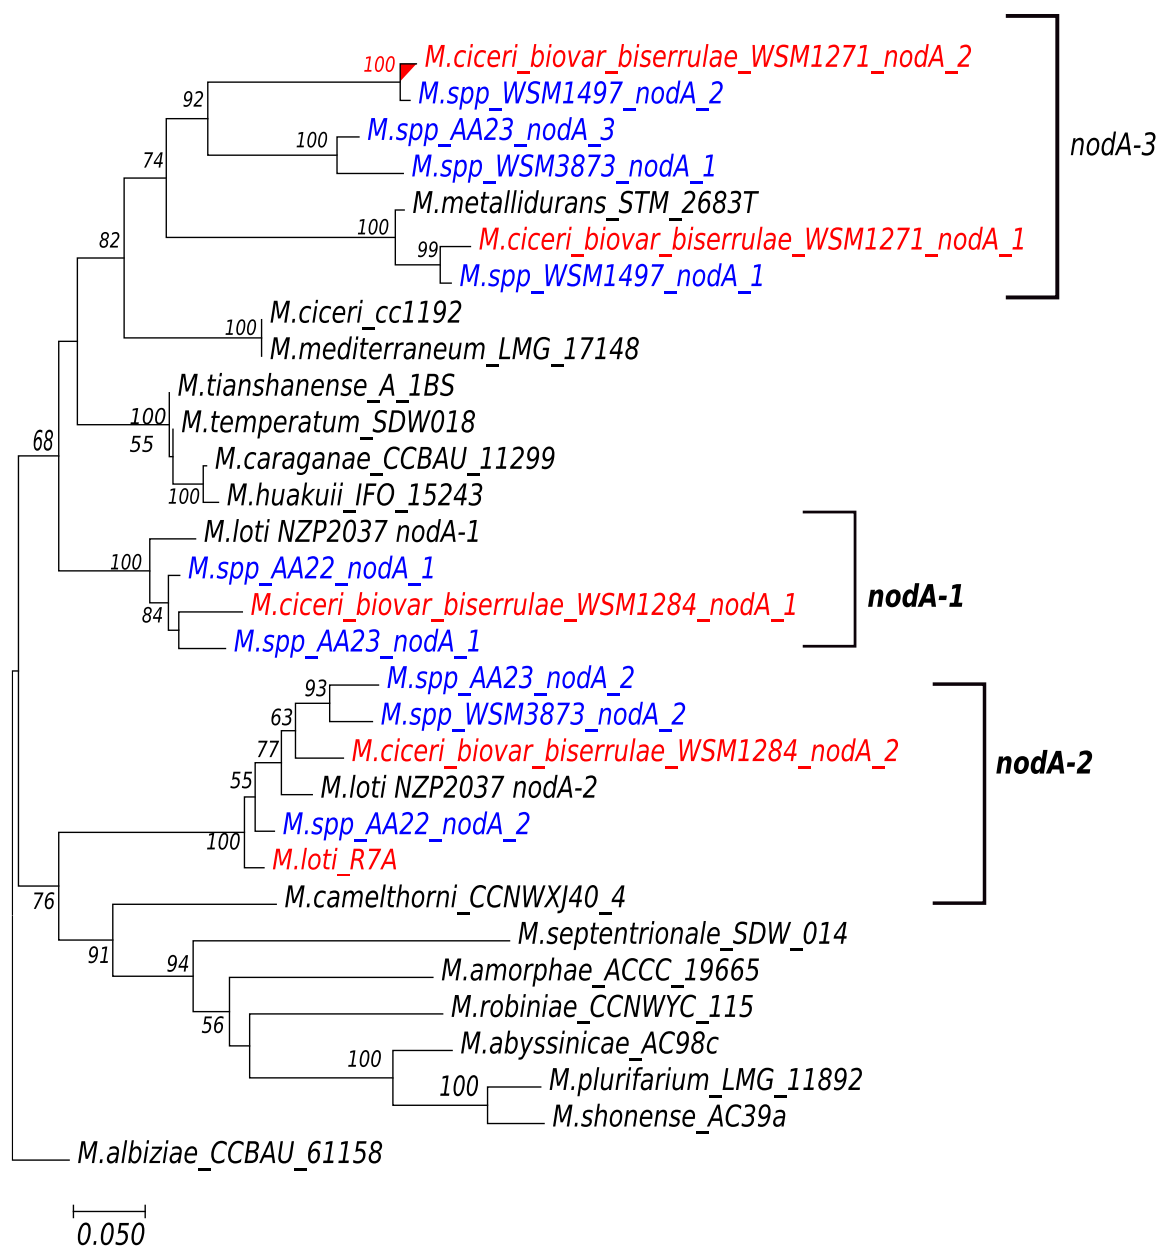 100 M.ciceri_biovar_biserrulae_WSM1271_nodA_2
92 M.spp_WSM1497_nodA_2
100 M.spp_AA23_nodA_3
nodA-3
74 M.spp_WSM3873_nodA_1
M.metallidurans_STM_2683T
100
82 99 M.ciceri_biovar_biserrulae_WSM1271_nodA_1
M.spp_WSM1497_nodA_1
M.ciceri_cc1192
100
M.mediterraneum_LMG_17148
M.tianshanense_A_1BS
100 M.temperatum_SDW018
68 55
M.caraganae_CCBAU_11299
100 M.huakuii_IFO_15243
M.loti NZP2037 nodA-1
100 M.spp_AA22_nodA_1
nodA-1
84 M.ciceri_biovar_biserrulae_WSM1284_nodA_1
M.spp_AA23_nodA_1
93 M.spp_AA23_nodA_2
63 M.spp_WSM3873_nodA_2
77 M.ciceri_biovar_biserrulae_WSM1284_nodA_2
nodA-2
55 M.loti NZP2037 nodA-2
M.spp_AA22_nodA_2
100
M.loti_R7A
76 M.camelthorni_CCNWXJ40_4
M.septentrionale_SDW_014
91 94
M.amorphae_ACCC_19665
M.robiniae_CCNWYC_115
56
M.abyssinicae_AC98c
100
100 M.plurifarium_LMG_11892
M.shonense_AC39a
M.albiziae_CCBAU_61158
0.050